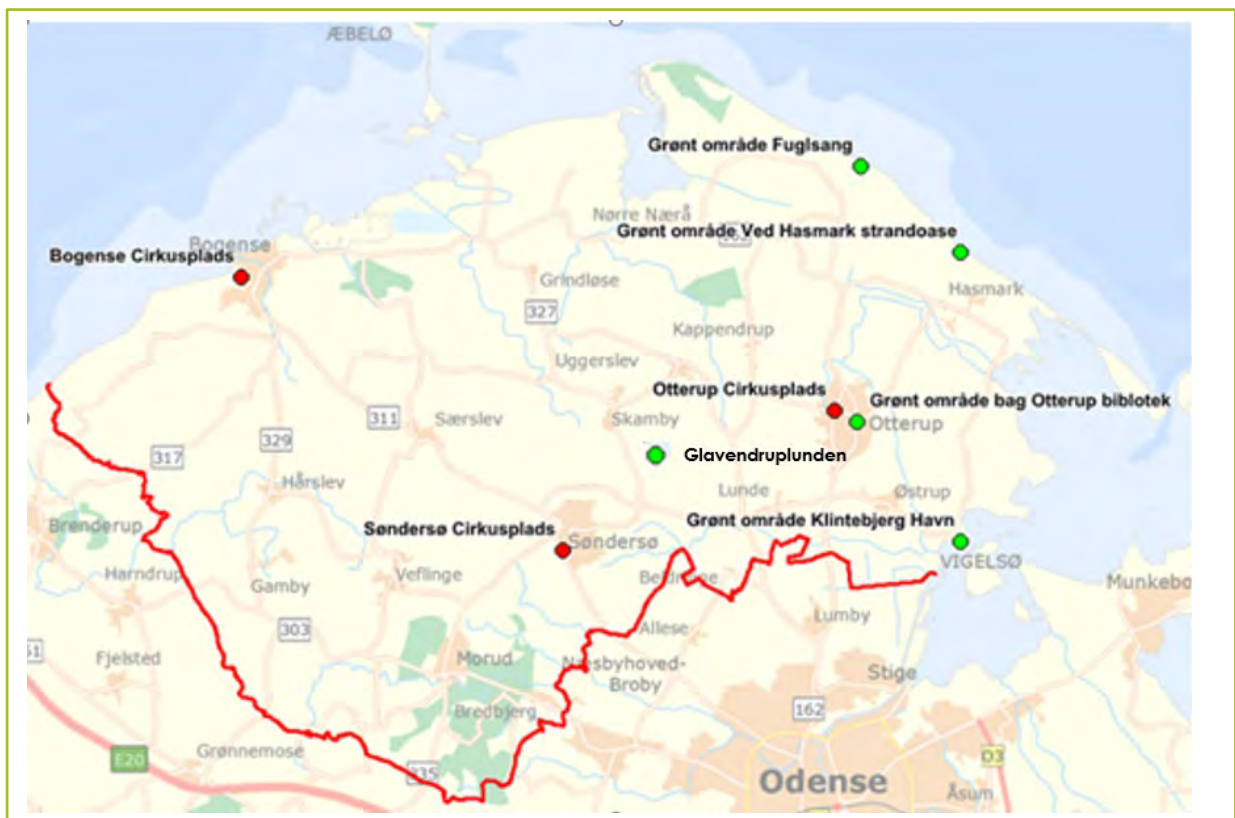 ÆBELØ
Grønt område Fuglsang
Nørre Nærå
Grønt område Ved Hasmark strandoase
Bogense
Bogense Cirkusplads
Grindløse
Hasmark
327
Kappendrup
Uggerslev
Otterup Cirkusplads
Grønt område bag Otterup biblotek
311
Særslev
Skamby
Otterup
329
317
Glavendruplunden
Hårslev
Lunde
Østrup
Brenderup
Søndersø Cirkusplads
Grønt område Klintebjerg Havn
Søndersø
VIGELSØ
Harndrup
Gamby
Veflinge
Munkebo
Lumby
303
Allese
Fjelsted
Morud
Næsbyhoved-
Broby
Stige
Bredbjerg
162
Grønnemose
E20
335
O3
Odense
Åsum